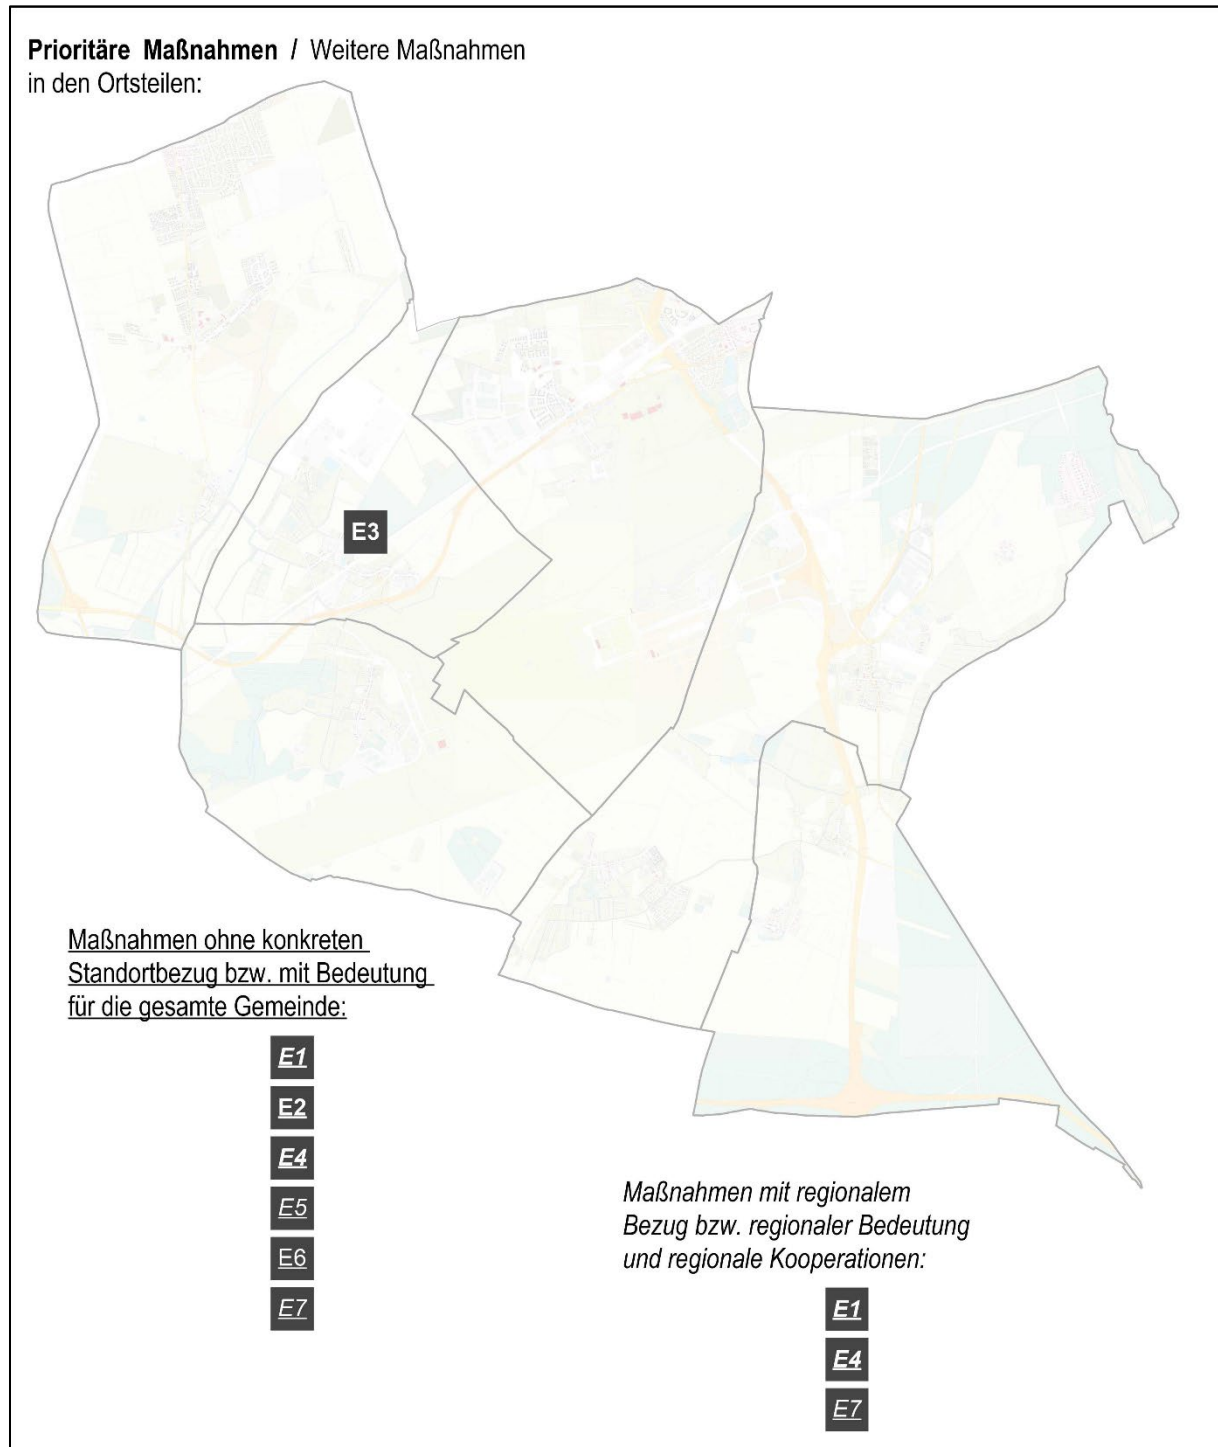 Prioritäre Maßnahmen / Weitere Maßnahmen
in den Ortsteilen:
E3
Maßnahmen ohne konkreten
Standortbezug bzw. mit Bedeutung
für die gesamte Gemeinde:
E1
E2
E4
E5
E6
E7
Maßnahmen mit regionalem
Bezug bzw. regionaler Bedeutung
und regionale Kooperationen:
E1
E4
E7